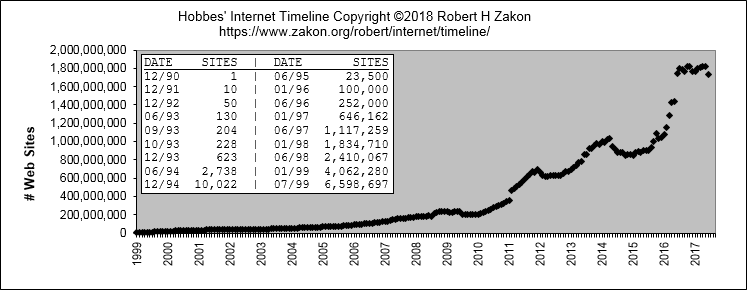 Hobbes' Internet Timeline Copyright ©2018 Robert H Zakon
https://www.zakon.org/robert/internet/timeline/
# Web Sites
2,000,000,000
1,800,000,000
1,600,000,000
1,400,000,000
1,200,000,000
1,000,000,000
800,000,000
600,000,000
400,000,000
200,000,000
0
DATE SITES | DATE SITES
12/90 1 | 06/95 23,500
12/91 10 | 01/96 100,000
12/92 50 | 06/96 252,000
06/93 130 | 01/97 646,162
09/93 204 | 06/97 1,117,259
10/93 228 | 01/98 1,834,710
12/93 623 | 06/98 2,410,067
06/94 2,738 | 01/99 4,062,280
12/94 10,022 | 07/99 6,598,697
1999 2000 2001 2002 2003 2004 2005 2006 2007 2008 2009 2010 2011 2012 2013 2014 2015 2016 2017